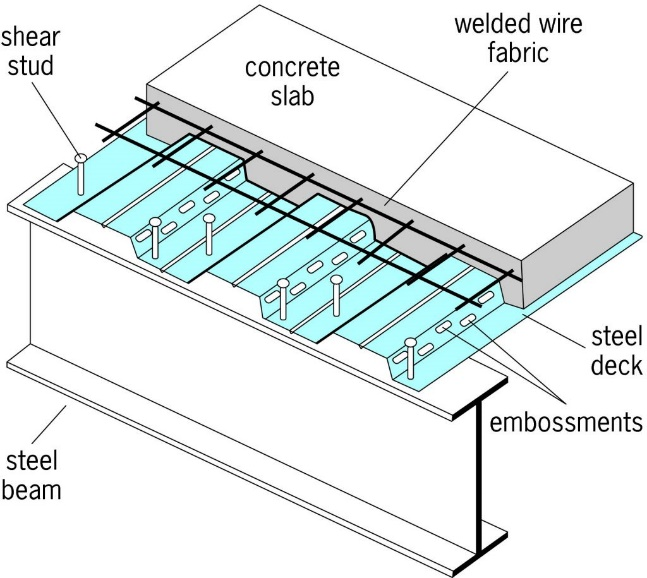 shear
stud
concrete
slab
welded wire
fabric
steel
deck
embossments
steel
beam